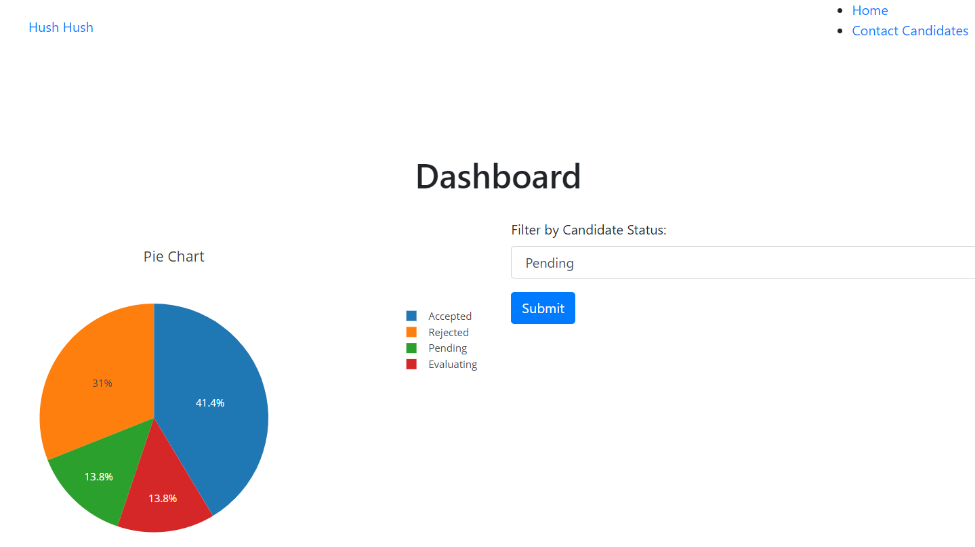 Hush Hush
Home
Contact Candidates
Dashboard
Filter by Candidate Status:
Pending
Submit
Pie Chart
Accepted
Rejected
Pending
Evaluating
31%
41.4%
13.8%
13.8%